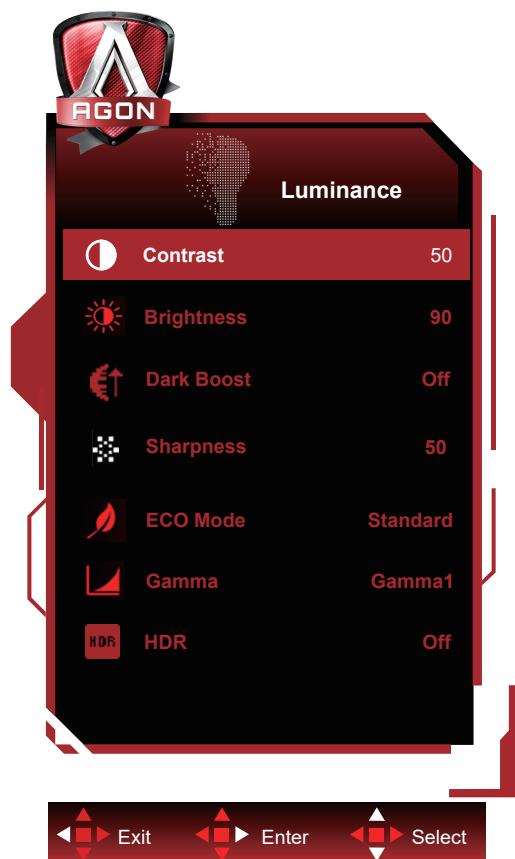 AGON
Luminance
Contrast 50
Brightness 90
Dark Boost Off
Sharpness 50
ECO Mode Standard
Gamma Gamma1
HDR HDR Off
Exit Enter Select